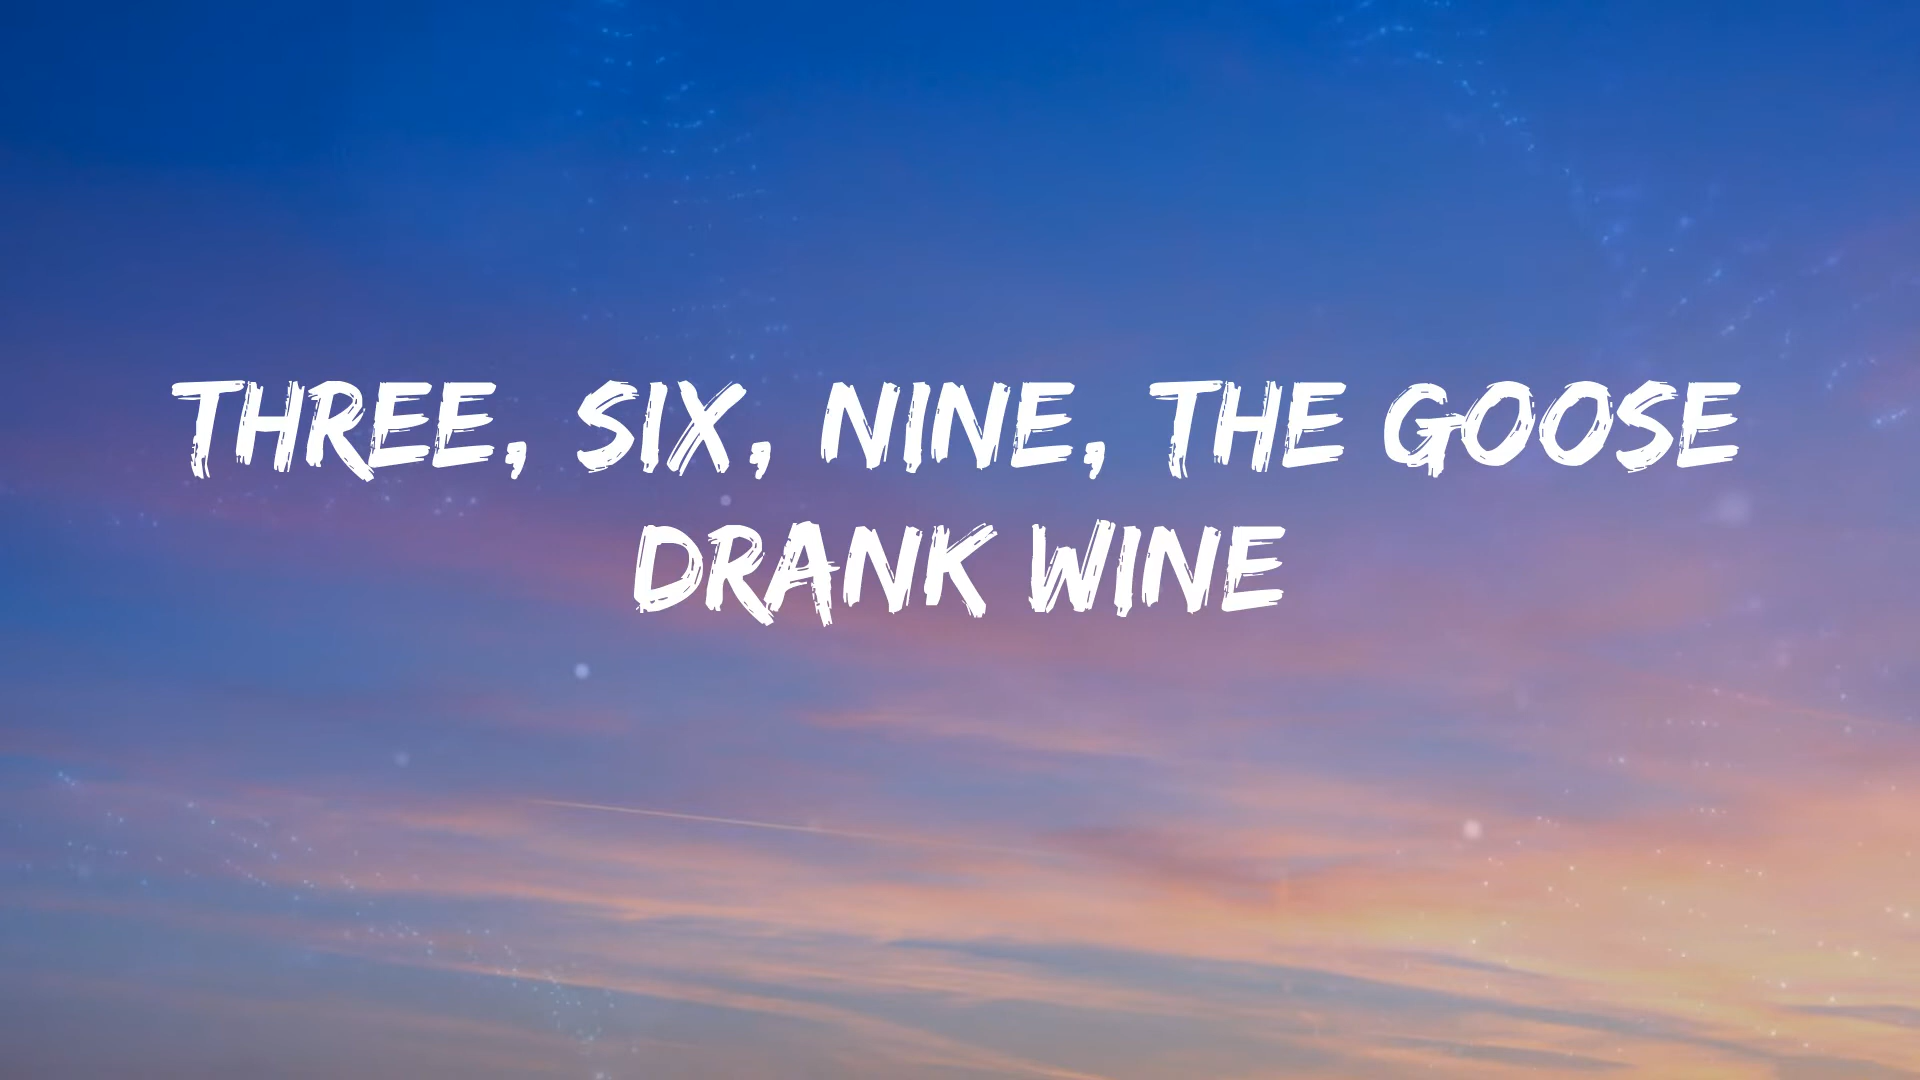 THREE, SIX, NINE, THE GOOSE
DRANK WINE